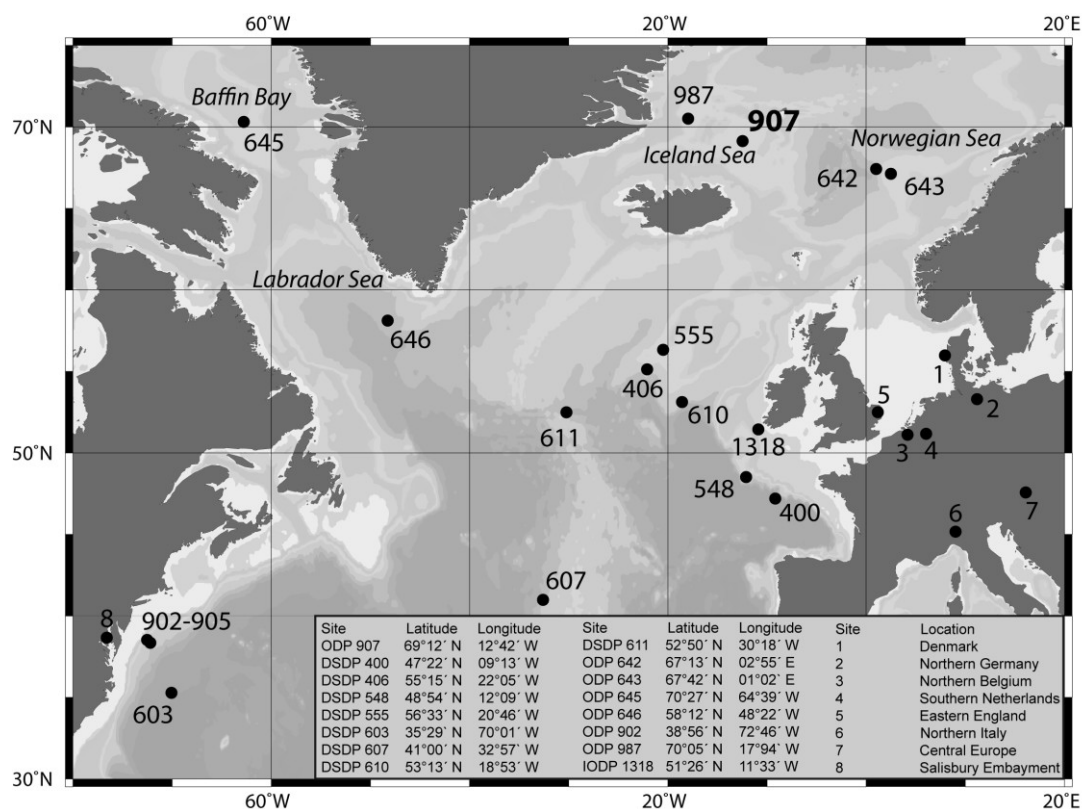 60°W 20°W 20°E
Baffin Bay
645
987
907
70°N
Iceland Sea
Norwegian Sea
642
643
Labrador Sea
646
555
406
610
611
1318
548
400
1
2
3
4
5
6
7
50°N
607
8
902-905
603
Site Latitude Longitude Site Latitude Longitude Site Location
ODP 907 69°12´ N 12°42´ W DSDP 611 52°50´ N 30°18´ W 1 Denmark
DSDP 400 47°22´ N 09°13´ W ODP 642 67°13´ N 02°55´ E 2 Northern Germany
DSDP 406 55°15´ N 22°05´ W ODP 643 67°42´ N 01°02´ E 3 Northern Belgium
DSDP 548 48°54´ N 12°09´ W ODP 645 70°27´ N 64°39´ W 4 Southern Netherlands
DSDP 555 56°33´ N 20°46´ W ODP 646 58°12´ N 48°22´ W 5 Eastern England
DSDP 603 35°29´ N 70°01´ W ODP 902 38°56´ N 72°46´ W 6 Northern Italy
DSDP 607 41°00´ N 32°57´ W ODP 987 70°05´ N 17°94´ W 7 Central Europe
DSDP 610 53°13´ N 18°53´ W IODP 1318 51°26´ N 11°33´ W 8 Salisbury Embayment
30°N
60°W 20°W 20°E